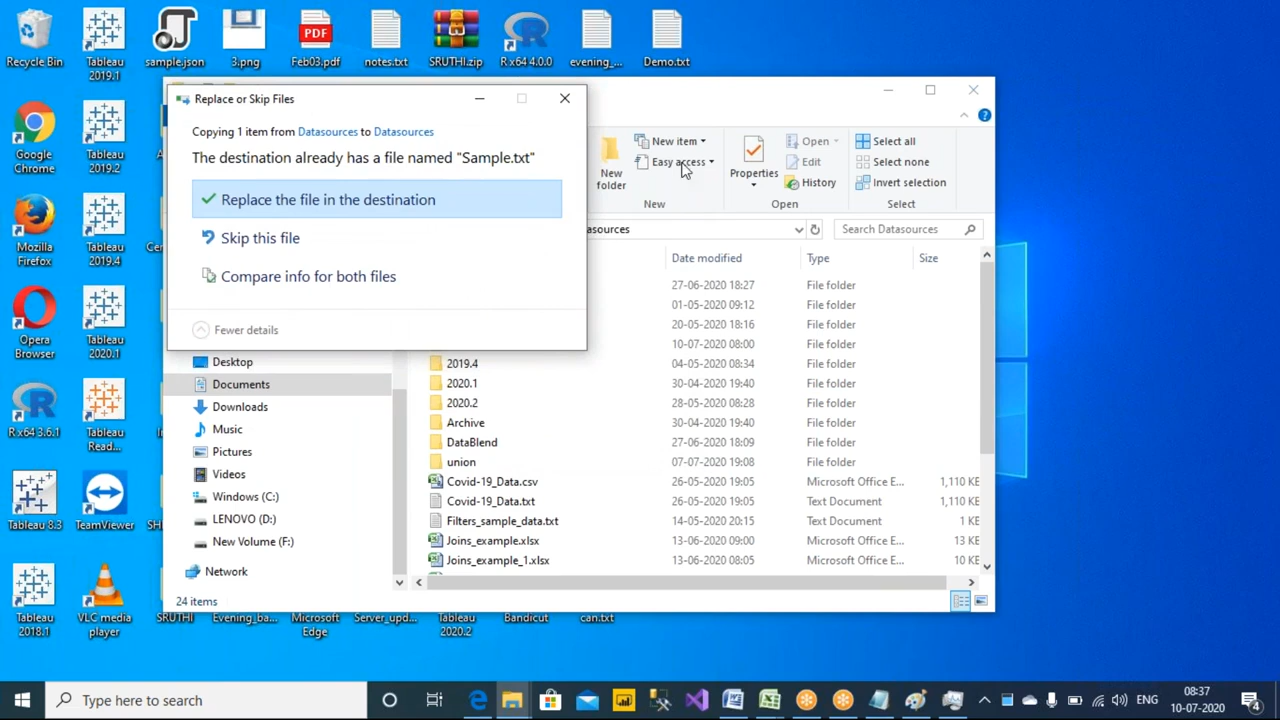 Recycle Bin
Tableau 2019.1
sample.json
3.png
Feb03.pdf
notes.txt
SRUTHI.zip
R x64 4.0.0
evening_...
Demo.txt
Google Chrome
Tableau 2019.2
Mozilla Firefox
Tableau 2019.4
Opera Browser
Tableau 2020.1
R x64 3.6.1
Tableau Read...
Tableau 8.3
TeamViewer
Tableau 2018.1
VLC media player
SRUTHI
Evening_ba...
Microsoft Edge
Server_upd...
Tableau 2020.2
Bandicut
can.txt
Replace or Skip Files
Copying 1 item from Datasources to Datasources
The destination already has a file named "Sample.txt"
Replace the file in the destination
Skip this file
Compare info for both files
Fewer details
New folder
New item
Easy access
New
Properties
Open
Edit
History
Open
Select all
Select none
Invert selection
Select
asources
Search Datasources
Date modified Type Size
27-06-2020 18:27 File folder
01-05-2020 09:12 File folder
20-05-2020 18:16 File folder
10-07-2020 08:00 File folder
2019.4 04-05-2020 08:34 File folder
2020.1 30-04-2020 19:40 File folder
2020.2 28-05-2020 08:28 File folder
Archive 30-04-2020 19:40 File folder
DataBlend 27-06-2020 18:09 File folder
union 07-07-2020 19:08 File folder
Covid-19_Data.csv 26-05-2020 19:05 Microsoft Office E... 1,110 KE
Covid-19_Data.txt 26-05-2020 19:05 Text Document 1,110 KE
Filters_sample_data.txt 14-05-2020 20:15 Text Document 1 KE
Joins_example.xlsx 13-06-2020 09:00 Microsoft Office E... 13 KE
Joins_example_1.xlsx 13-06-2020 08:05 Microsoft Office E... 10 KE
Desktop
Documents
Downloads
Music
Pictures
Videos
Windows (C:)
LENOVO (D:)
New Volume (F:)
Network
24 items
Type here to search
ENG
08:37
10-07-2020
4